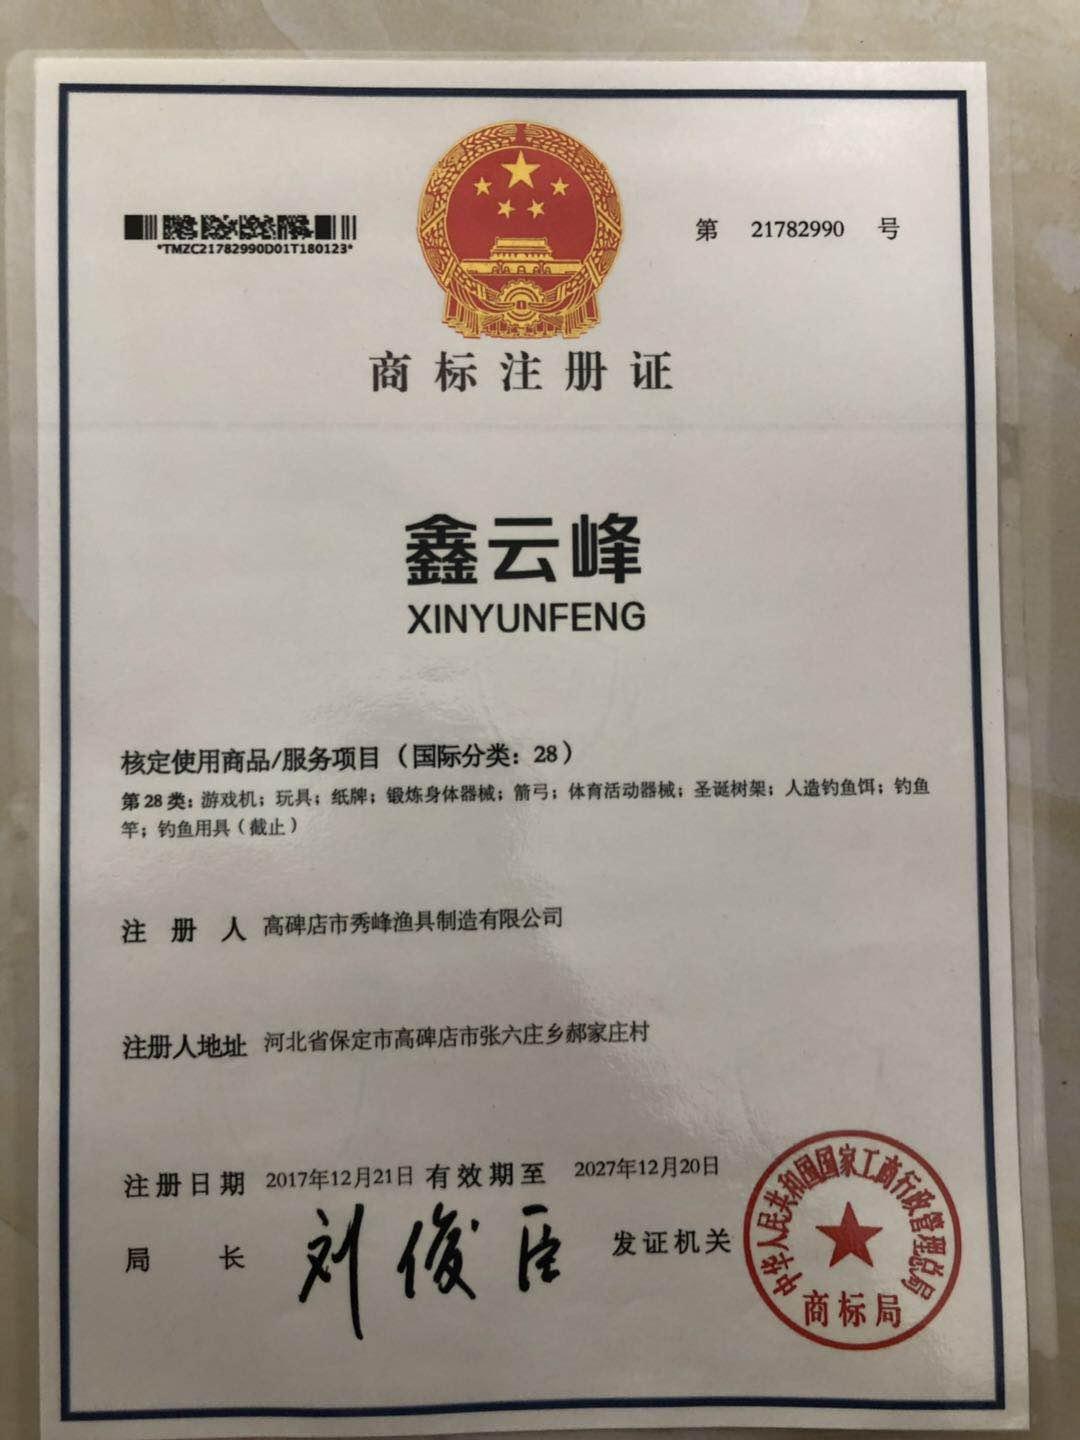 *TMZC21782990D01T180123*
第 21782990 号
商标注册证
鑫云峰
XINYUNFENG
核定使用商品/服务项目（国际分类：28）
第 28 类：游戏机；玩具；纸牌；锻炼身体器械；箭弓；体育活动器械；圣诞树架；人造钓鱼饵；钓鱼
竿；钓鱼用具（截止）
注册人 高碑店市秀峰渔具制造有限公司
注册人地址 河北省保定市高碑店市张六庄乡郝家庄村
注册日期 2017年12月21日 有效期至 2027年12月20日
局长 刘俊臣 发证机关
中华人民共和国国家工商行政管理总局
商标局